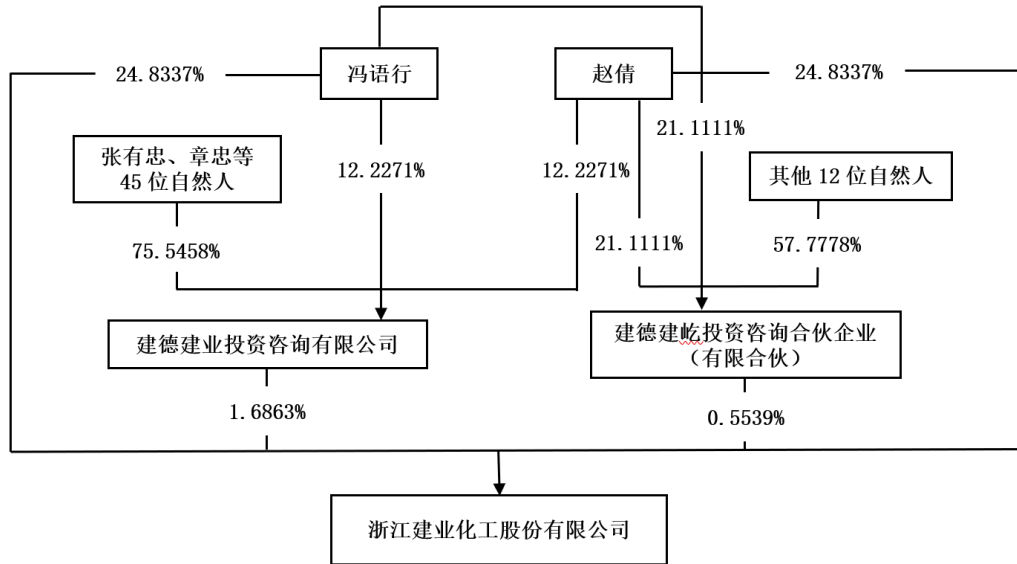 24.8337%
冯语行
赵倩
24.8337%
21.1111%
张有忠、章忠等
45 位自然人
12.2271%
12.2271%
其他 12 位自然人
75.5458%
21.1111%
57.7778%
建德建业投资咨询有限公司
建德建屹投资咨询合伙企业
（有限合伙）
1.6863%
0.5539%
浙江建业化工股份有限公司